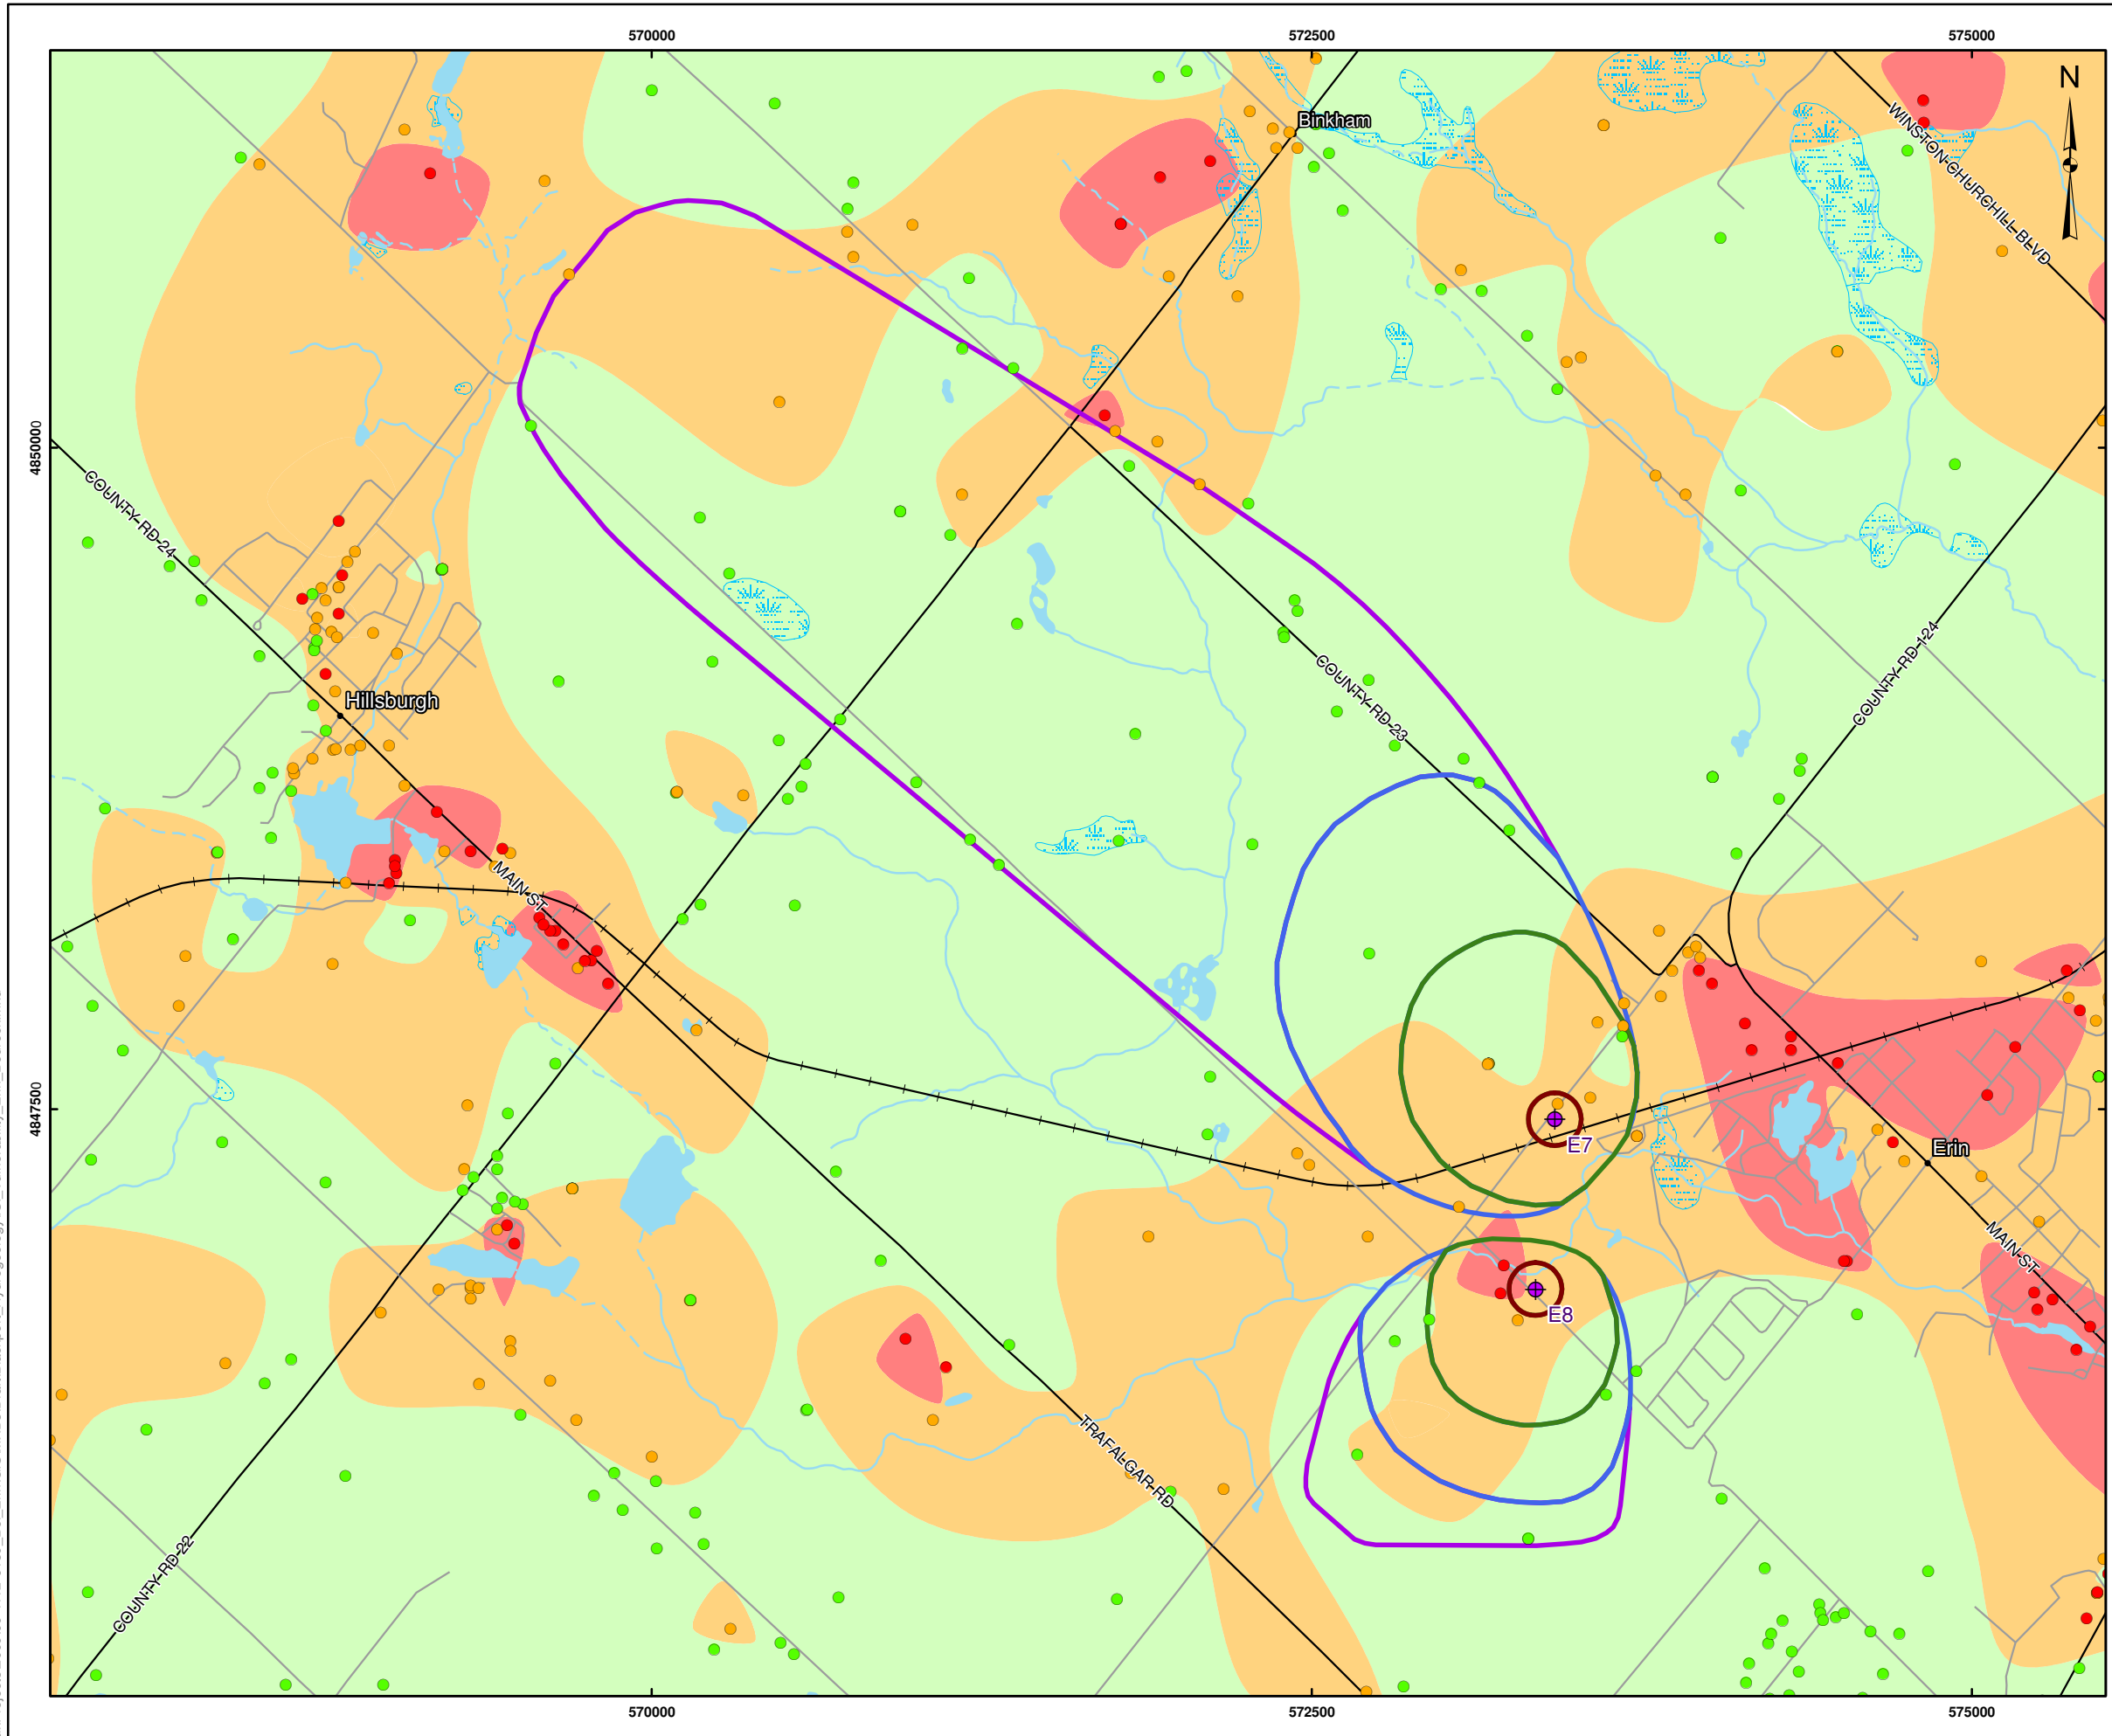 570000
572500
575000
N
Binkham
WINSTON CHURCHILL BLVD
4850000
COUNTY RD 24
COUNTY RD 124
COUNTY RD 23
Hillsburgh
MAIN ST
4847500
E7
Erin
MAIN ST
E8
TRAFALGAR RD
COUNTY RD 22
570000
572500
575000